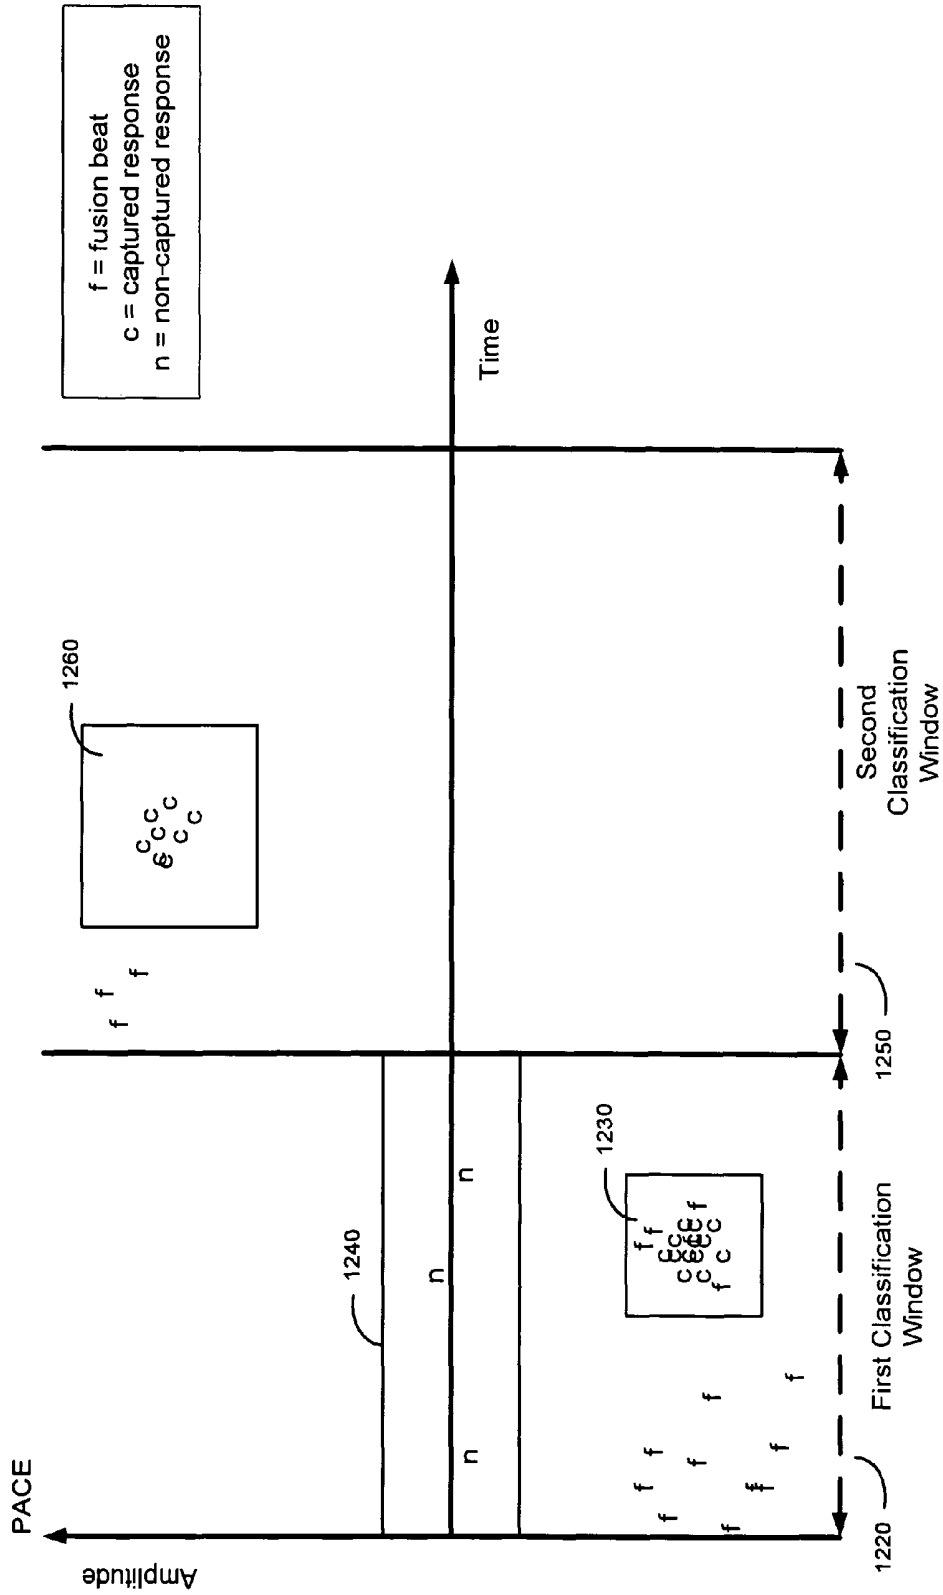 PACE
Amplitude
f = fusion beat
c = captured response
n = non-captured response
1260
f
f
f
c
c
c
c
c
c
c
c
1240
n
n
n
Time
1230
f
f
f
f
c
c
c
c
c
c
c
c
c
f
f
f
f
f
f
f
f
f
f
f
1220
First Classification
Window
1250
Second
Classification
Window